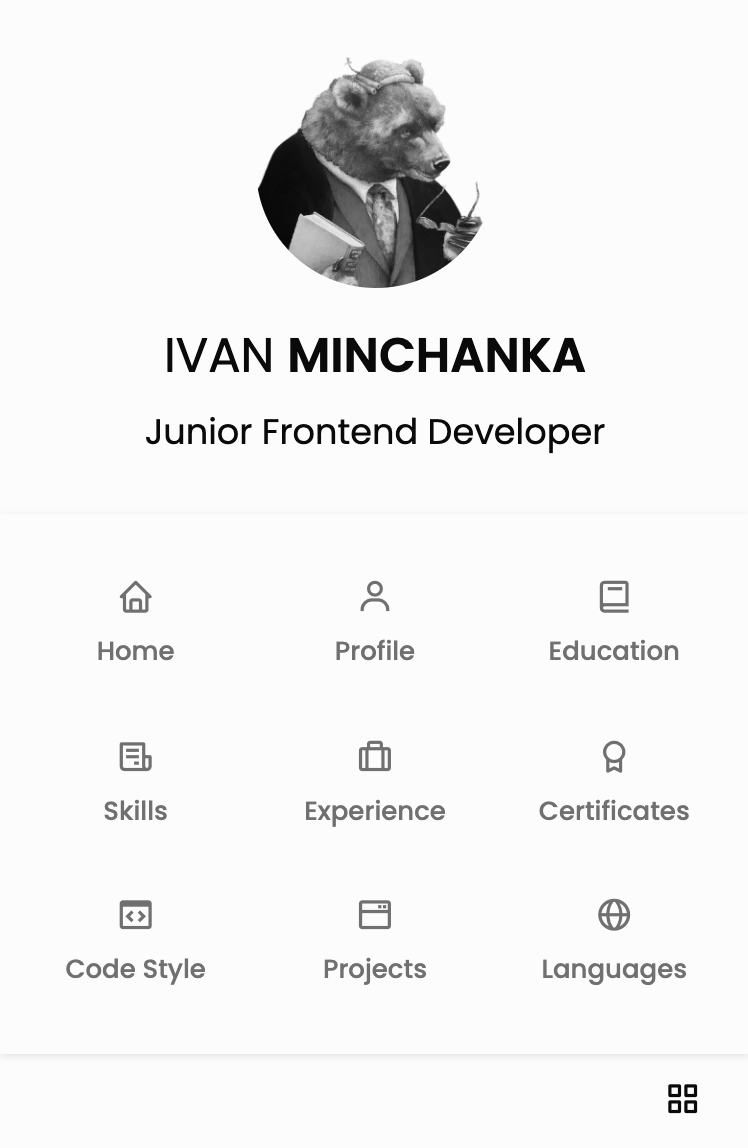 IVAN MINCHANKA
Junior Frontend Developer
Home
Profile
Education
Skills
Experience
Certificates
Code Style
Projects
Languages